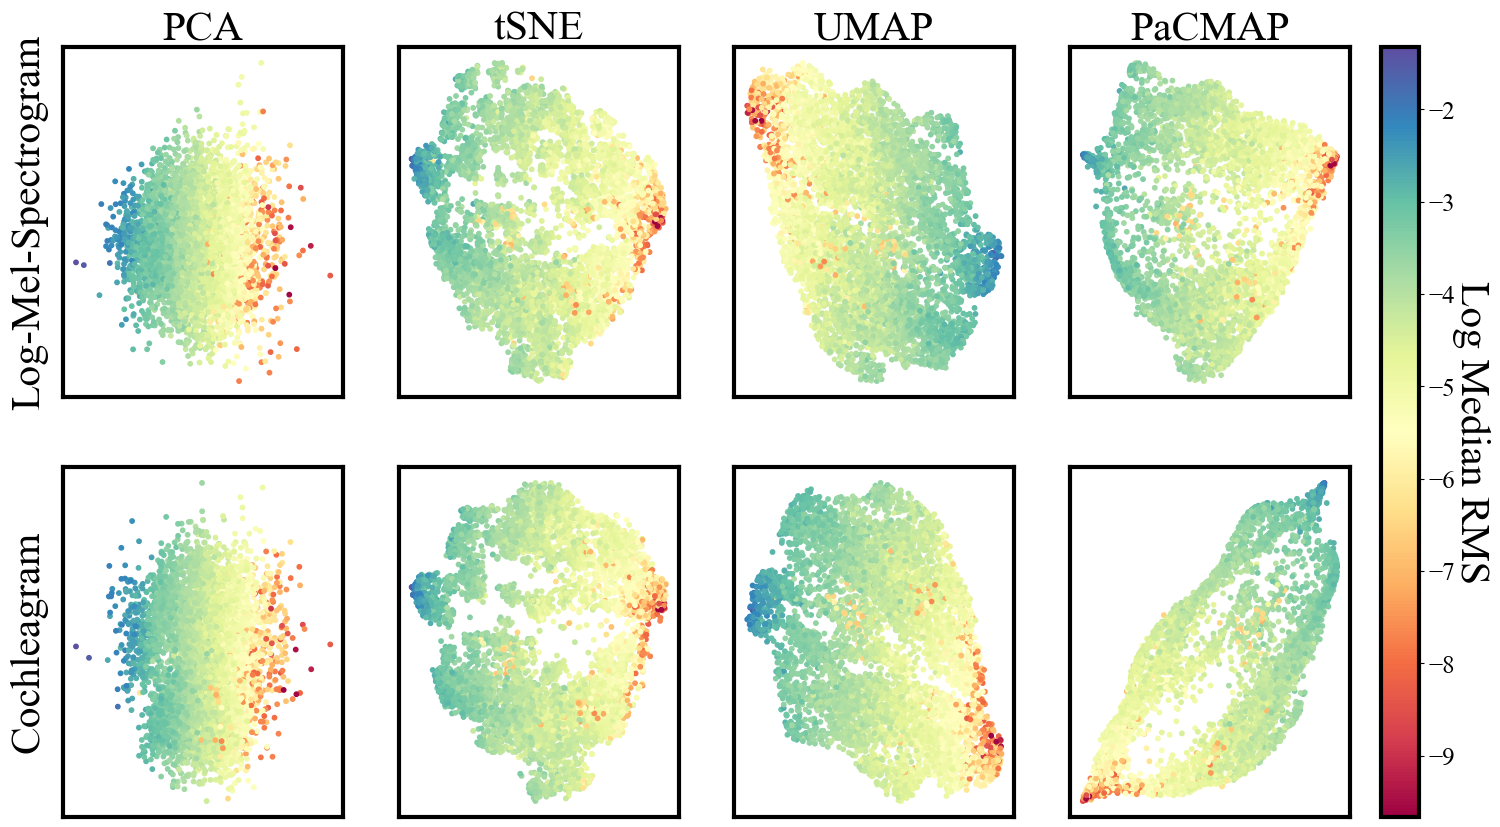 PCA
tSNE
UMAP
PaCMAP
Log-Mel-Spectrogram
Cochleagram
−2
−3
−4
−5
−6
−7
−8
−9
Log Median RMS